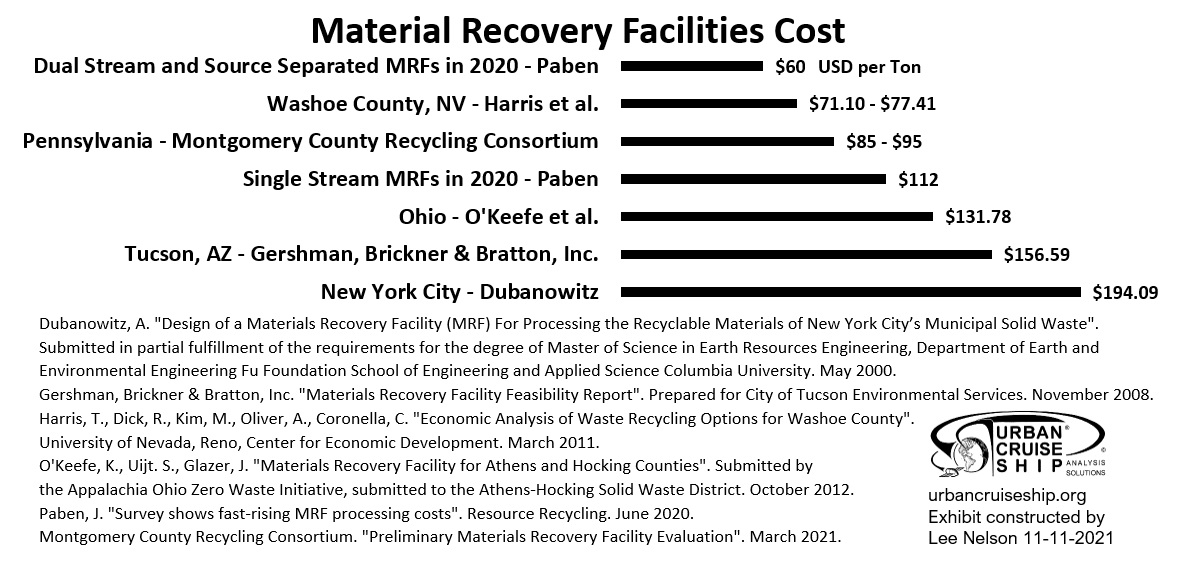 Material Recovery Facilities Cost
Dual Stream and Source Separated MRFs in 2020 - Paben $60 USD per Ton
Washoe County, NV - Harris et al. $71.10 - $77.41
Pennsylvania - Montgomery County Recycling Consortium $85 - $95
Single Stream MRFs in 2020 - Paben $112
Ohio - O'Keefe et al. $131.78
Tucson, AZ - Gershman, Brickner & Bratton, Inc. $156.59
New York City - Dubanowitz $194.09
Dubanowitz, A. "Design of a Materials Recovery Facility (MRF) For Processing the Recyclable Materials of New York City’s Municipal Solid Waste".
Submitted in partial fulfillment of the requirements for the degree of Master of Science in Earth Resources Engineering, Department of Earth and
Environmental Engineering Fu Foundation School of Engineering and Applied Science Columbia University. May 2000.
Gershman, Brickner & Bratton, Inc. "Materials Recovery Facility Feasibility Report". Prepared for City of Tucson Environmental Services. November 2008.
Harris, T., Dick, R., Kim, M., Oliver, A., Coronella, C. "Economic Analysis of Waste Recycling Options for Washoe County".
University of Nevada, Reno, Center for Economic Development. March 2011.
O'Keefe, K., Uijt. S., Glazer, J. "Materials Recovery Facility for Athens and Hocking Counties". Submitted by
the Appalachia Ohio Zero Waste Initiative, submitted to the Athens-Hocking Solid Waste District. October 2012.
Paben, J. "Survey shows fast-rising MRF processing costs". Resource Recycling. June 2020.
Montgomery County Recycling Consortium. "Preliminary Materials Recovery Facility Evaluation". March 2021.
URBAN®
CRUISE ©
SHIP ANALYSIS
SOLUTIONS
urbancruiseship.org
Exhibit constructed by
Lee Nelson 11-11-2021